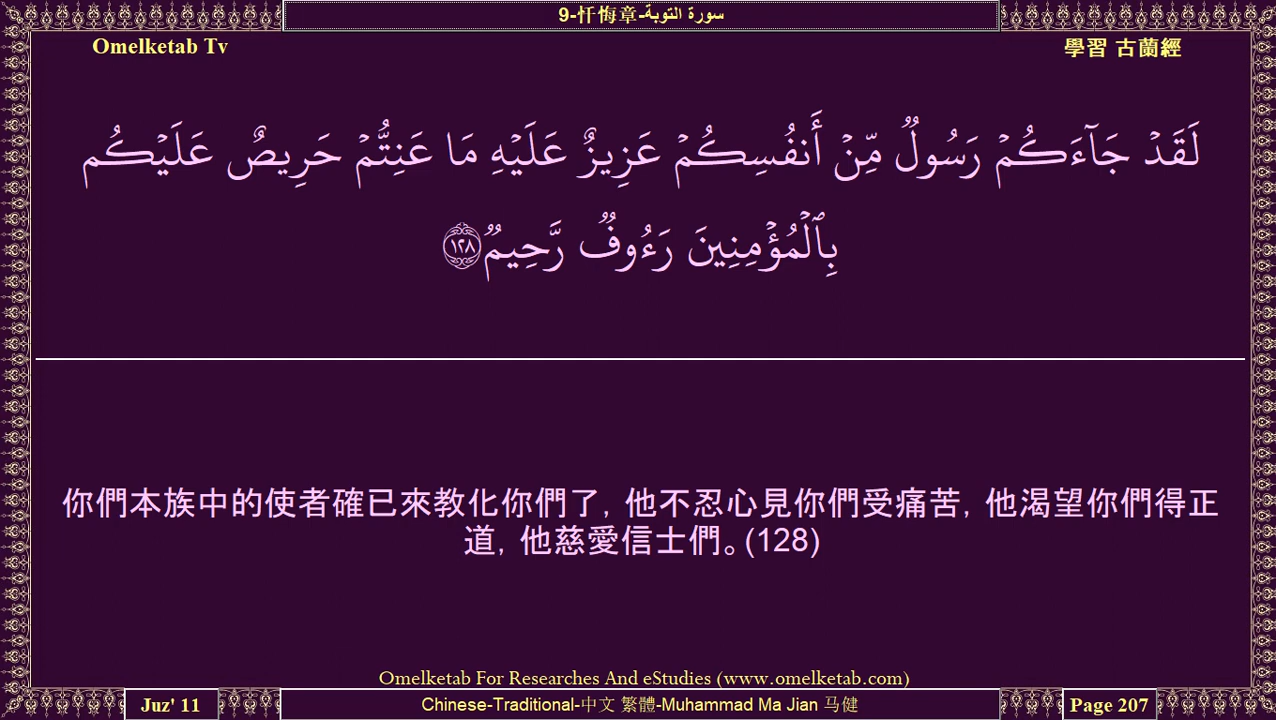 9-忏悔章-سورة التوبة
Omelketab Tv
學習 古蘭經
لَقَدۡ جَآءَكُمۡ رَسُولٌ مِّنۡ أَنفُسِكُمۡ عَزِيزٌ عَلَيۡهِ مَا عَنِتُّمۡ حَرِيصٌ عَلَيۡكُم
بِٱلۡمُؤۡمِنِينَ رَءُوفٌ رَّحِيمٌ ١٢٨
你們本族中的使者確已來教化你們了, 他不忍心見你們受痛苦, 他渴望你們得正
道, 他慈愛信士們。(128)
Omelketab For Researches And eStudies (www.omelketab.com)
Juz' 11
Chinese-Traditional-中文 繁體-Muhammad Ma Jian 马健
Page 207